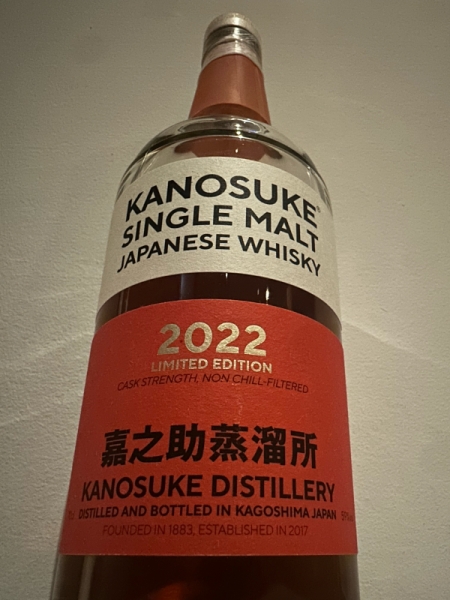 KANOSUKE
SINGLE MALT
JAPANESE WHISKY
2022
LIMITED EDITION
CASK STRENGTH, NON CHILL-FILTERED
嘉之助蒸溜所
KANOSUKE DISTILLERY
DISTILLED AND BOTTLED IN KAGOSHIMA JAPAN
FOUNDED IN 1883, ESTABLISHED IN 2017